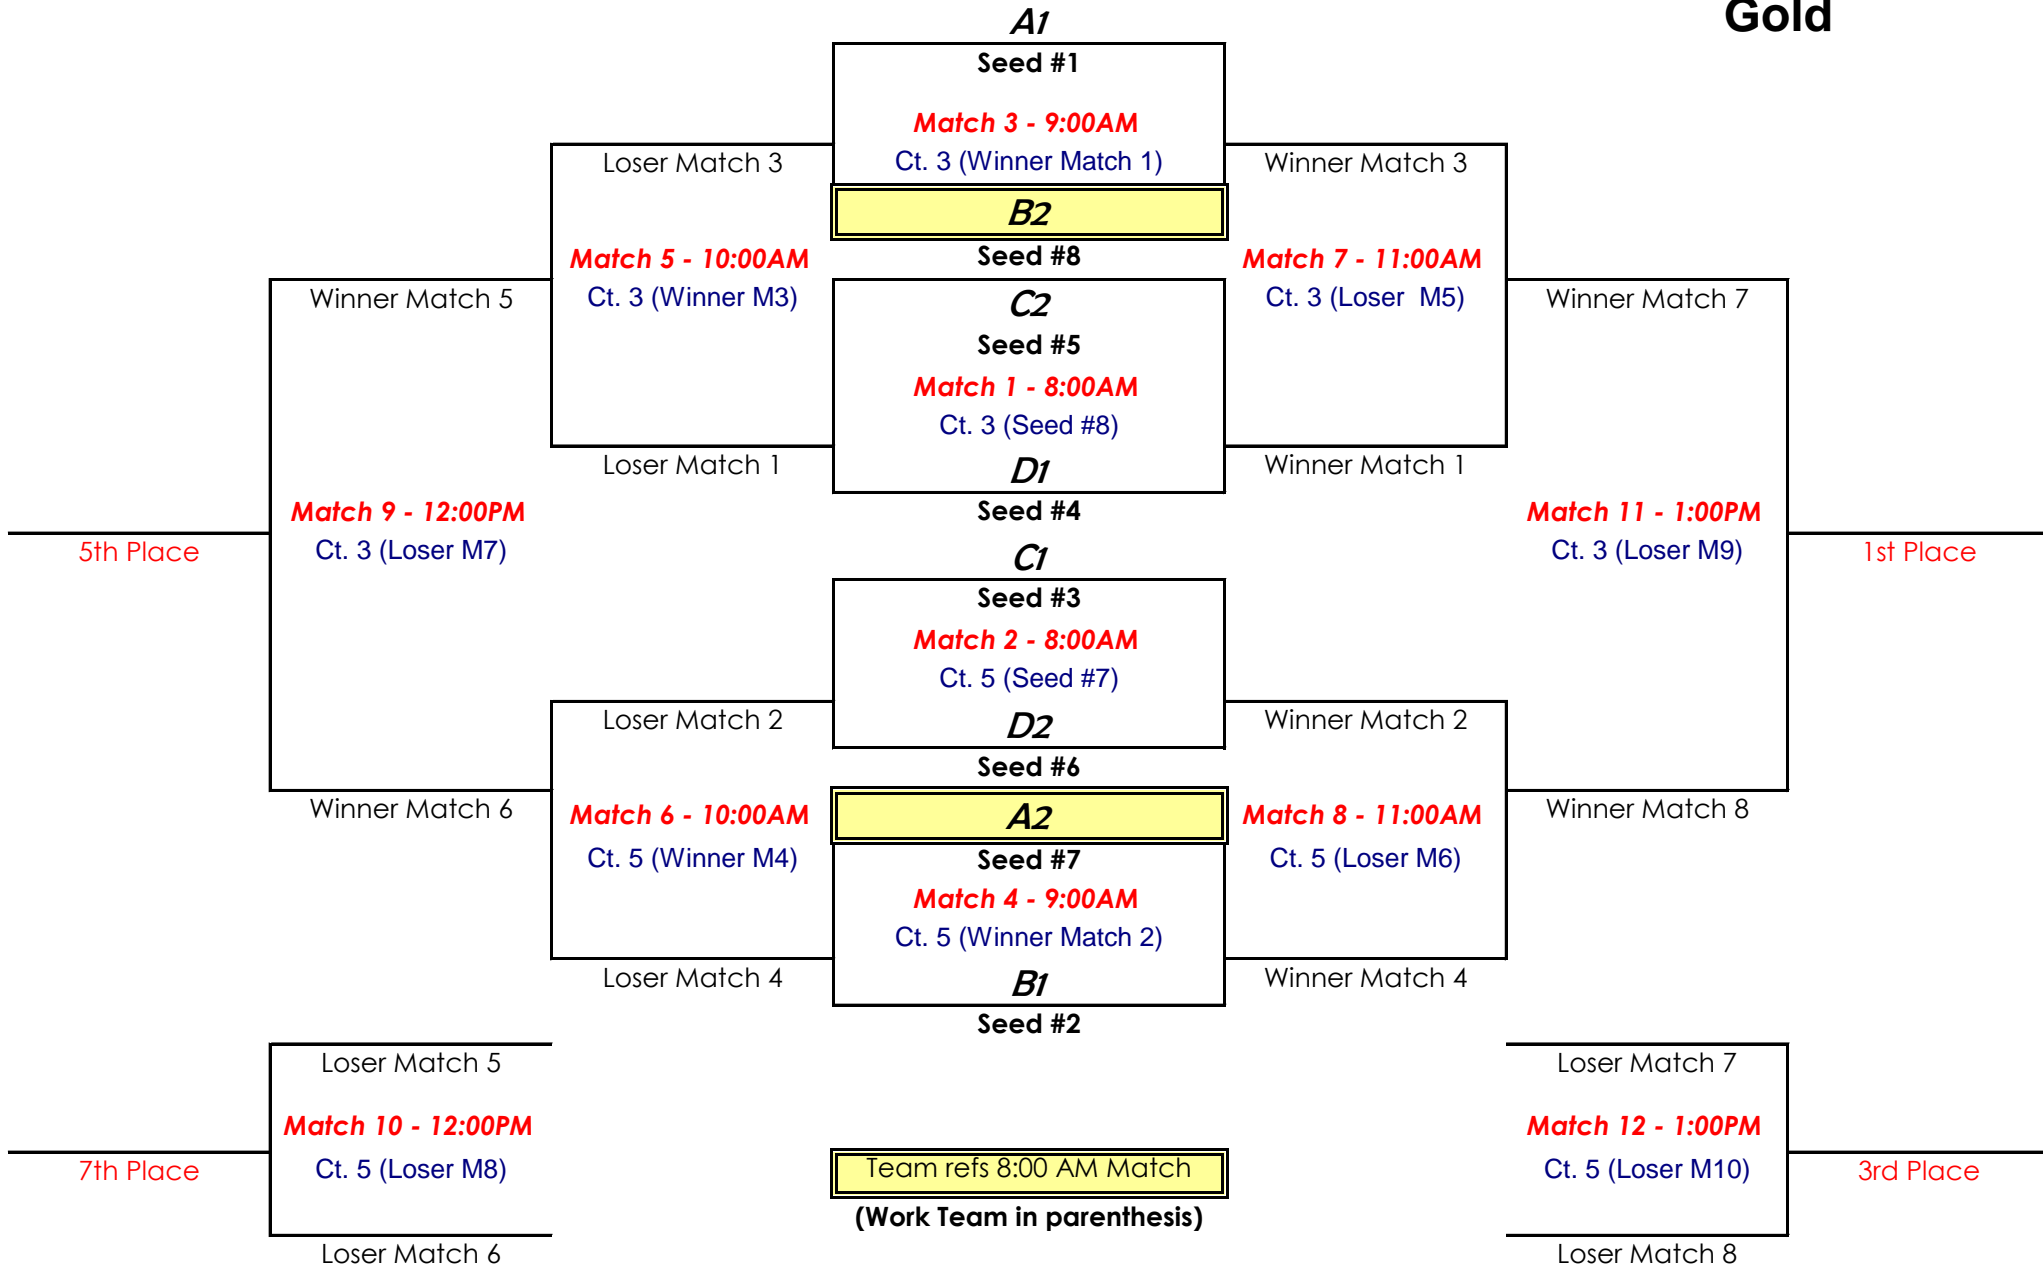 Gold
A1
Seed #1
Match 3 - 9:00AM
Ct. 3 (Winner Match 1)
Loser Match 3
Winner Match 3
B2
Seed #8
Match 5 - 10:00AM
Ct. 3 (Winner M3)
Match 7 - 11:00AM
Ct. 3 (Loser  M5)
Winner Match 5
C2
Seed #5
Winner Match 7
Match 1 - 8:00AM
Ct. 3 (Seed #8)
Loser Match 1
D1
Winner Match 1
Seed #4
Match 9 - 12:00PM
Ct. 3 (Loser M7)
5th Place
Match 11 - 1:00PM
Ct. 3 (Loser M9)
1st Place
C1
Seed #3
Match 2 - 8:00AM
Ct. 5 (Seed #7)
Loser Match 2
D2
Winner Match 2
Seed #6
Winner Match 6
Match 6 - 10:00AM
Ct. 5 (Winner M4)
A2
Seed #7
Match 8 - 11:00AM
Ct. 5 (Loser M6)
Winner Match 8
Match 4 - 9:00AM
Ct. 5 (Winner Match 2)
Loser Match 4
B1
Winner Match 4
Seed #2
Loser Match 5
Match 10 - 12:00PM
Ct. 5 (Loser M8)
7th Place
Loser Match 6
Team refs 8:00 AM Match
(Work Team in parenthesis)
Loser Match 7
Match 12 - 1:00PM
Ct. 5 (Loser M10)
3rd Place
Loser Match 8